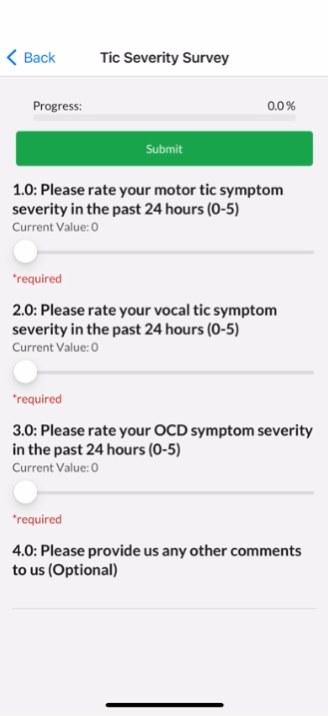 Back
Tic Severity Survey
Progress:
0.0 %
Submit
1.0: Please rate your motor tic symptom
severity in the past 24 hours (0-5)
Current Value: 0
*required
2.0: Please rate your vocal tic symptom
severity in the past 24 hours (0-5)
Current Value: 0
*required
3.0: Please rate your OCD symptom severity
in the past 24 hours (0-5)
Current Value: 0
*required
4.0: Please provide us any other comments
to us (Optional)